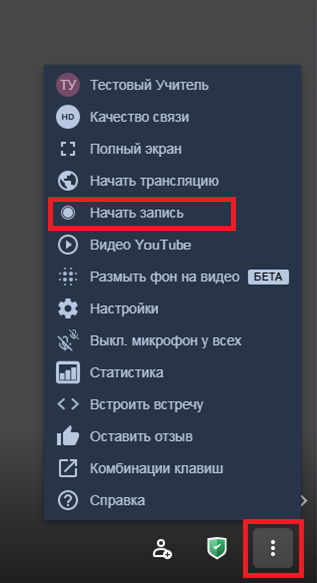 ТУ Тестовый Учитель
HD Качество связи
Полный экран
Начать трансляцию
Начать запись
Видео YouTube
Размыть фон на видео БЕТА
Настройки
Выкл. микрофон у всех
Статистика
Встроить встречу
Оставить отзыв
Комбинации клавиш
Справка